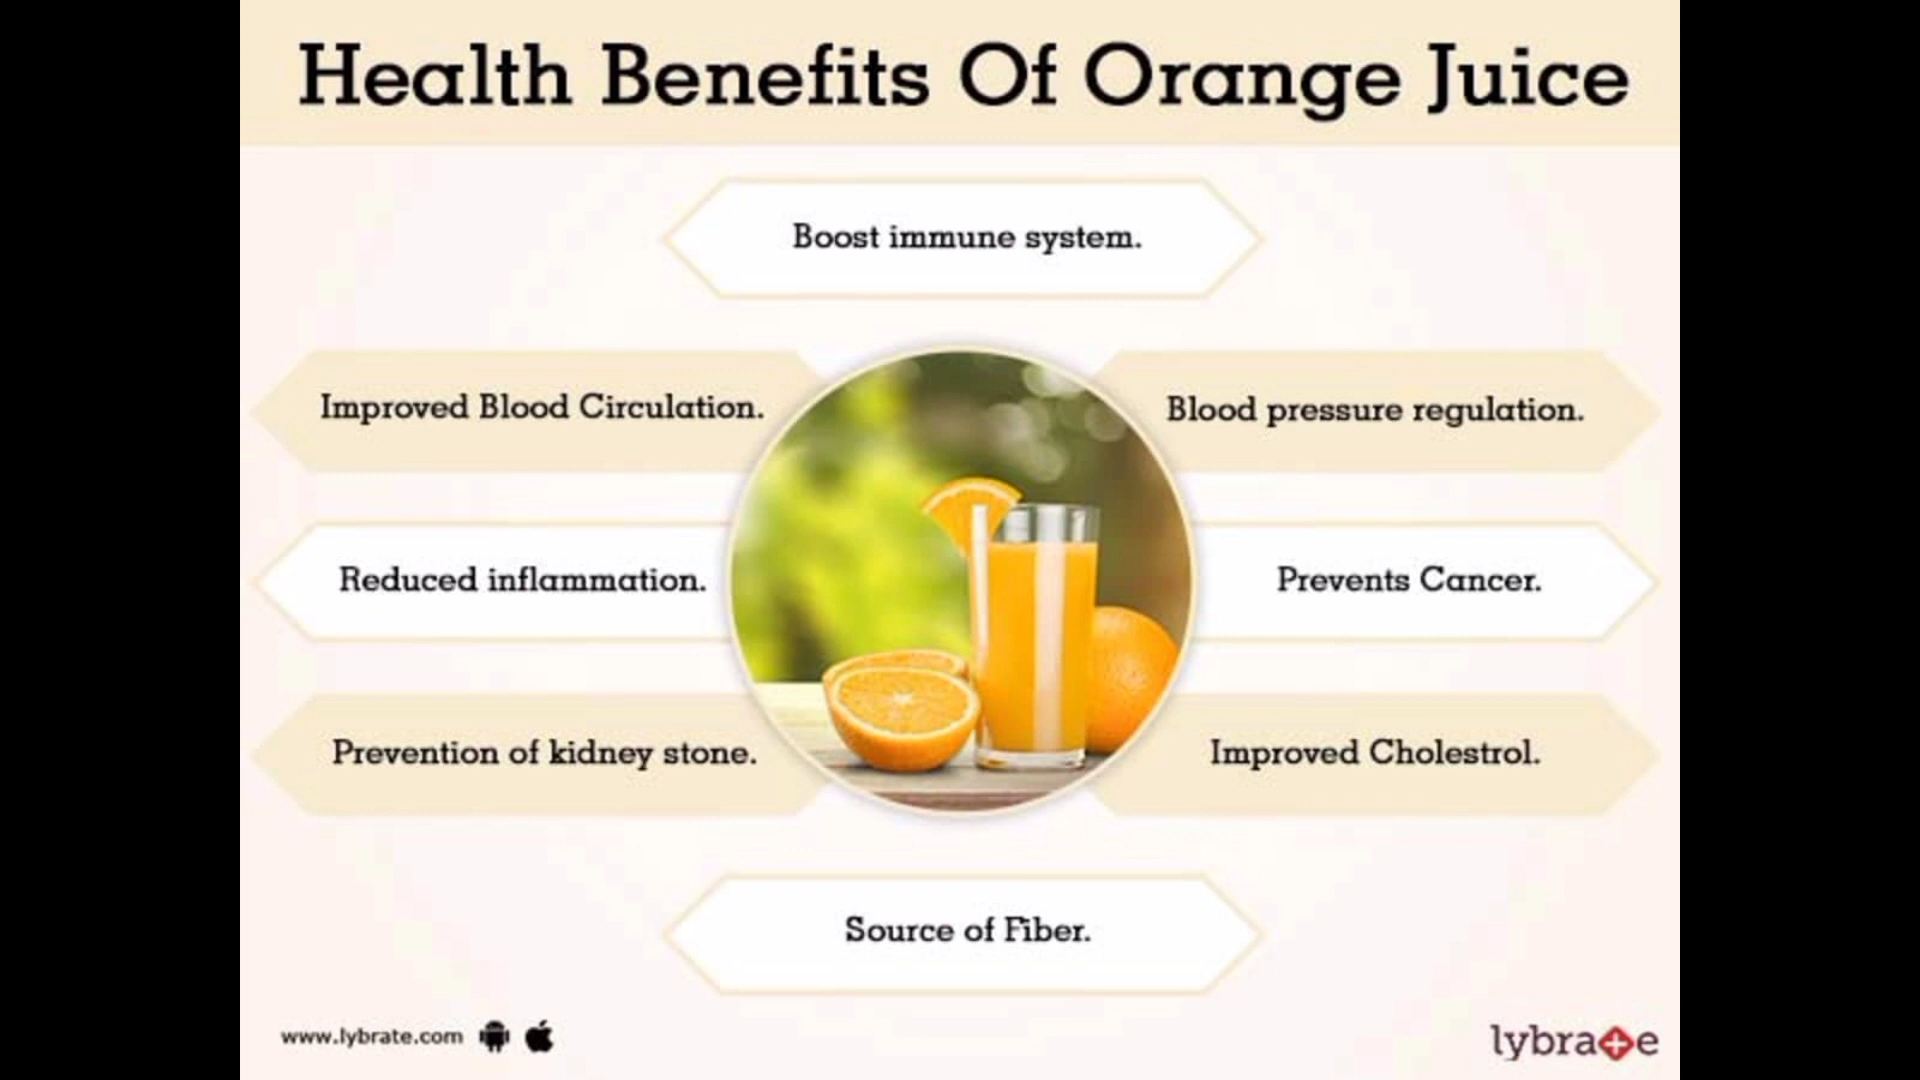 Health Benefits Of Orange Juice
Boost immune system.
Improved Blood Circulation.
Blood pressure regulation.
Reduced inflammation.
Prevents Cancer.
Prevention of kidney stone.
Improved Cholestrol.
Source of Fiber.
www.lybrate.com
lybrate